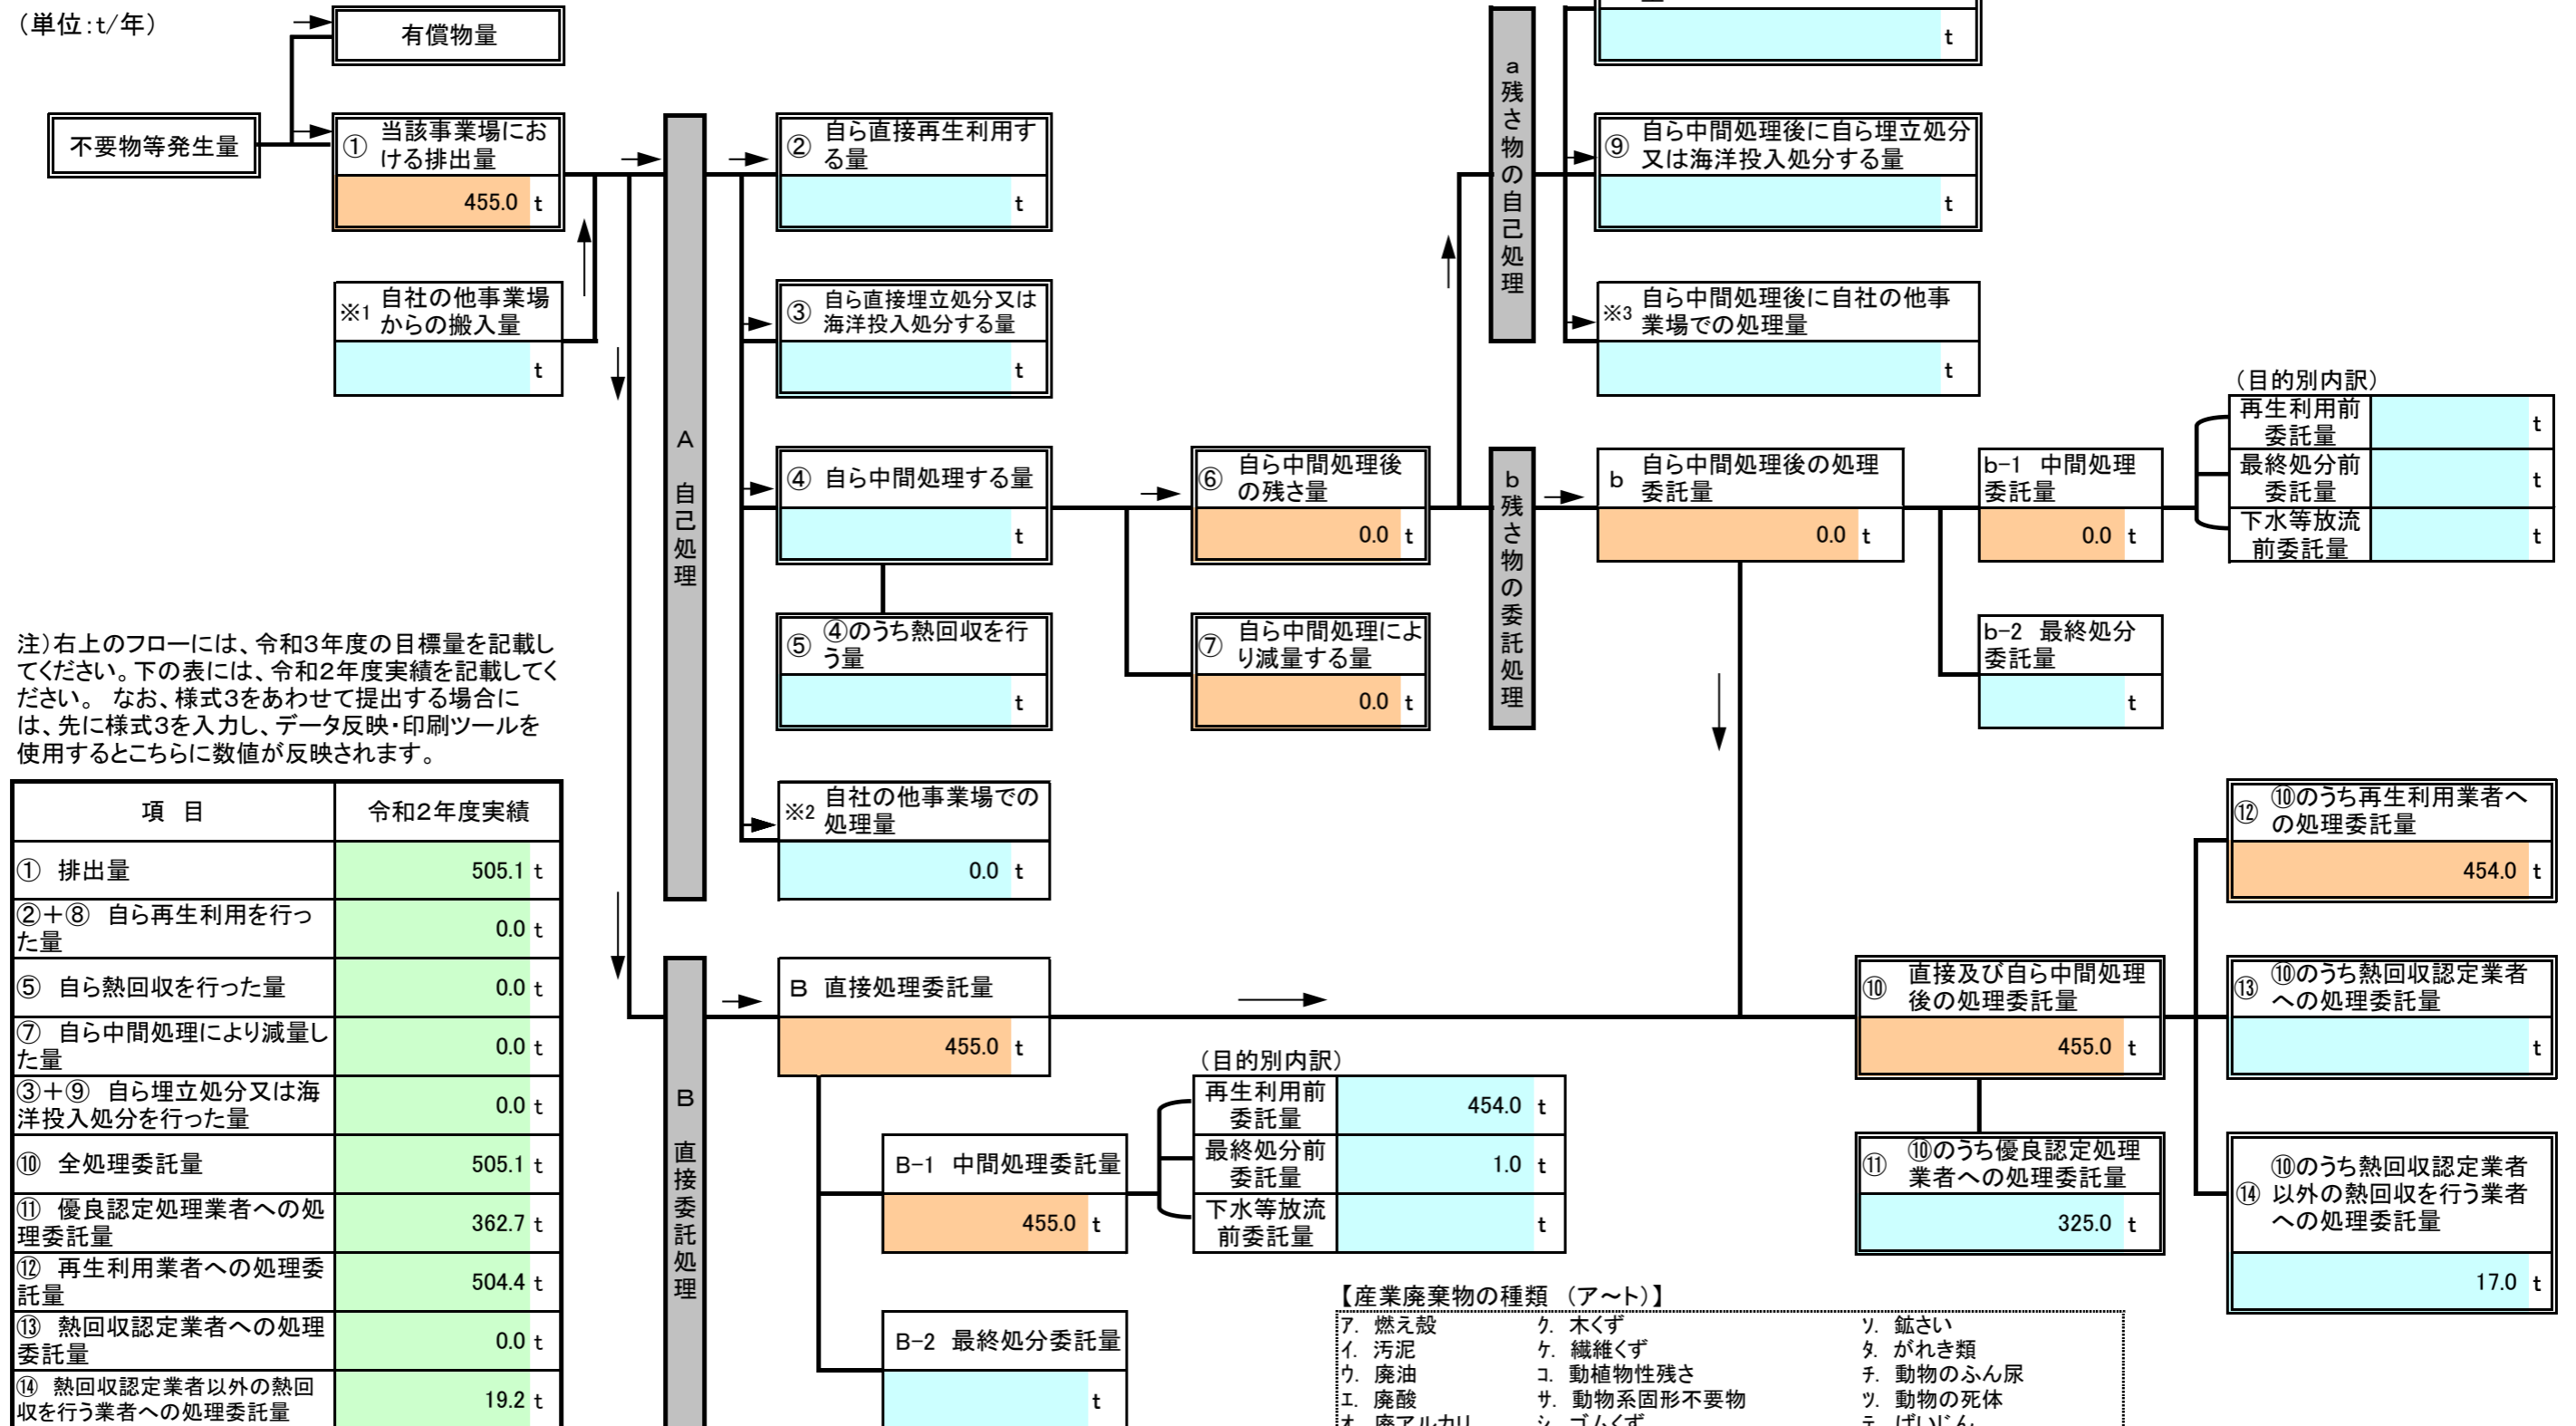 （単位：t/年）
有償物量
不要物等発生量
① 当該事業場にお
ける排出量
455.0 t
※1 自社の他事業場
からの搬入量
t
A 自己処理
② 自ら直接再生利用す
る量
t
③ 自ら直接埋立処分又は
海洋投入処分する量
t
④ 自ら中間処理する量
t
⑤ ④のうち熱回収を行
う量
t
※2 自社の他事業場での
処理量
0.0 t
⑥ 自ら中間処理後
の残さ量
0.0 t
⑦ 自ら中間処理によ
り減量する量
0.0 t
a 残さ物の自己処理
t
⑨ 自ら中間処理後に自ら埋立処分
又は海洋投入処分する量
t
※3 自ら中間処理後に自社の他事
業場での処理量
t
b 残さ物の委託処理
b 自ら中間処理後の処理
委託量
0.0 t
b-1 中間処理
委託量
0.0 t
b-2 最終処分
委託量
t
（目的別内訳）
再生利用前
委託量
t
最終処分前
委託量
t
下水等放流
前委託量
t
注）右上のフローには、令和３年度の目標量を記載し
てください。下の表には、令和２年度実績を記載してく
ださい。 なお、様式３をあわせて提出する場合に
は、先に様式３を入力し、データ反映・印刷ツールを
使用するとこちらに数値が反映されます。
項 目 令和２年度実績
① 排出量 505.1 t
②＋⑧ 自ら再生利用を行っ
た量 0.0 t
⑤ 自ら熱回収を行った量 0.0 t
⑦ 自ら中間処理により減量し
た量 0.0 t
③＋⑨ 自ら埋立処分又は海
洋投入処分を行った量 0.0 t
⑩ 全処理委託量 505.1 t
⑪ 優良認定処理業者への処
理委託量 362.7 t
⑫ 再生利用業者への処理委
託量 504.4 t
⑬ 熱回収認定業者への処理
委託量 0.0 t
⑭ 熱回収認定業者以外の熱回
収を行う業者への処理委託量 19.2 t
B 直接委託処理
B 直接処理委託量
455.0 t
B-1 中間処理委託量
455.0 t
B-2 最終処分委託量
t
（目的別内訳）
再生利用前
委託量
454.0 t
最終処分前
委託量
1.0 t
下水等放流
前委託量
t
⑩ 直接及び自ら中間処理
後の処理委託量
455.0 t
⑪ ⑩のうち優良認定処理
業者への処理委託量
325.0 t
⑫ ⑩のうち再生利用業者へ
の処理委託量
454.0 t
⑬ ⑩のうち熱回収認定業者
への処理委託量
t
⑭ ⑩のうち熱回収認定業者
以外の熱回収を行う業者
への処理委託量
17.0 t
【産業廃棄物の種類 （ア～ト）】
ア. 燃え殻 ク. 木くず ソ. 鉱さい
イ. 汚泥 ケ. 繊維くず タ. がれき類
ウ. 廃油 コ. 動植物性残さ チ. 動物のふん尿
エ. 廃酸 サ. 動物系固形不要物 ツ. 動物の死体
オ. 廃アルカリ シ. ゴムくず テ. ばいじん